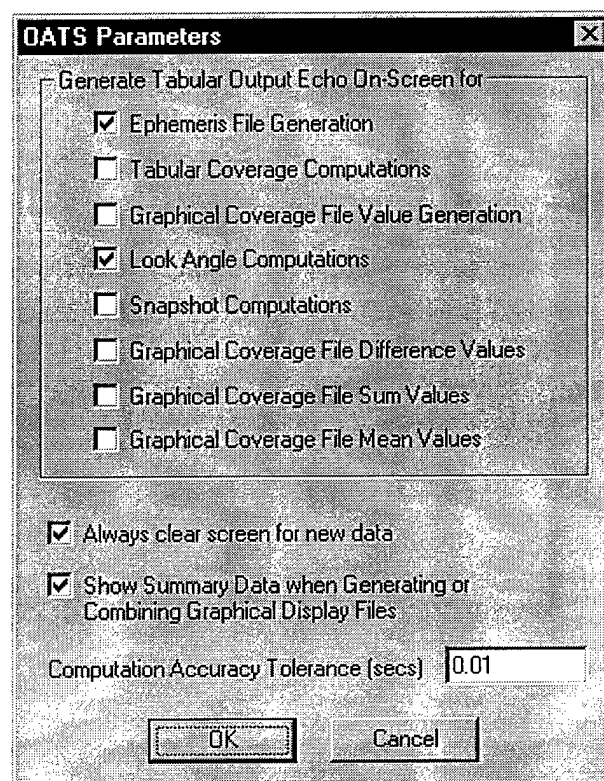 OATS Parameters
Generate Tabular Output Echo On-Screen for
Ephemeris File Generation
Tabular Coverage Computations
Graphical Coverage File Value Generation
Look Angle Computations
Snapshot Computations
Graphical Coverage File Difference Values
Graphical Coverage File Sum Values
Graphical Coverage File Mean Values
Always clear screen for new data
Show Summary Data when Generating or
Combining Graphical Display Files
Computation Accuracy Tolerance (secs) 0.01
OK Cancel